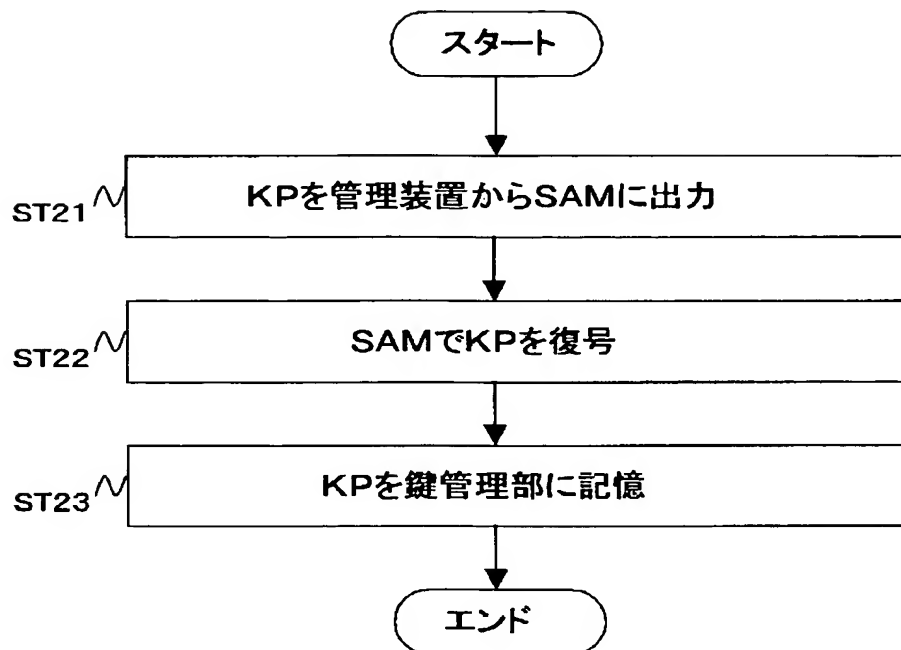 スタート
ST21
KPを管理装置からSAMに出力
ST22
SAMでKPを復号
ST23
KPを鍵管理部に記憶
エンド